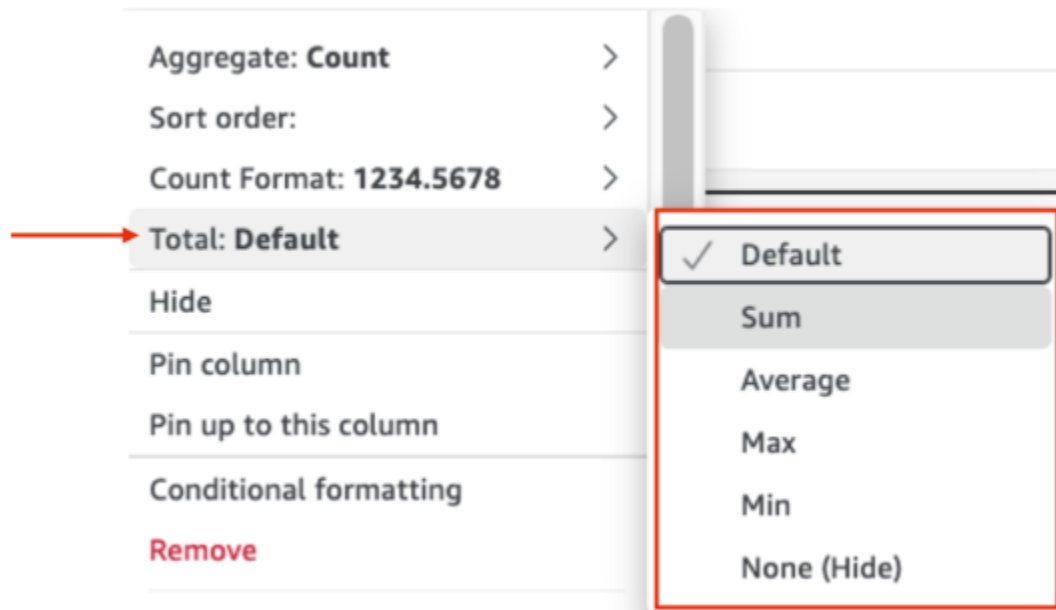 Aggregate: Count
Sort order:
Count Format: 1234.5678
Total: Default
Hide
Pin column
Pin up to this column
Conditional formatting
Remove
Default
Sum
Average
Max
Min
None (Hide)